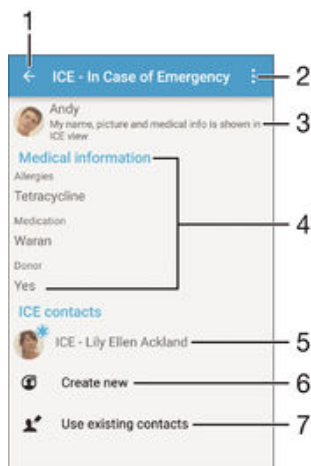 1
ICE - In Case of Emergency
2
Andy
My name, picture and medical info is shown in
ICE view
3
Medical information
Allergies
Tetracycline
Medication
Waran
4
Donor
Yes
ICE contacts
ICE - Lily Ellen Ackland
5
Create new
6
Use existing contacts
7